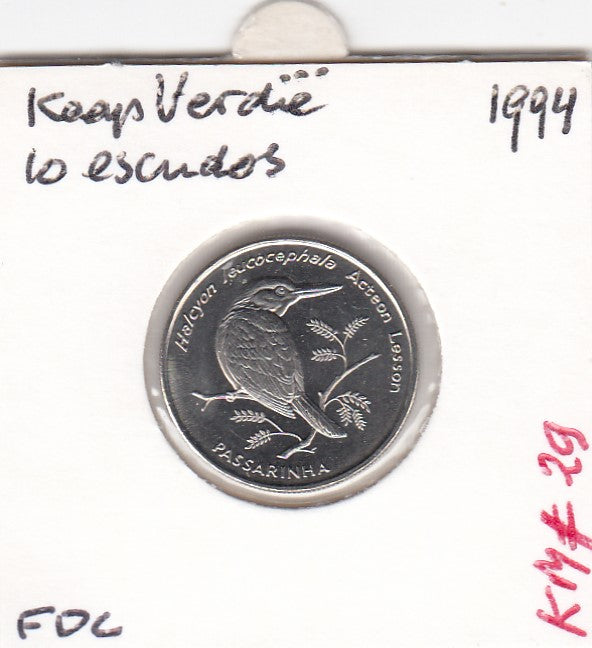 Kaap Verdië 1994
10 escudos
Halcyon leucocephala Acteon Lesson
PASSARINHA
KM# 29
FDC